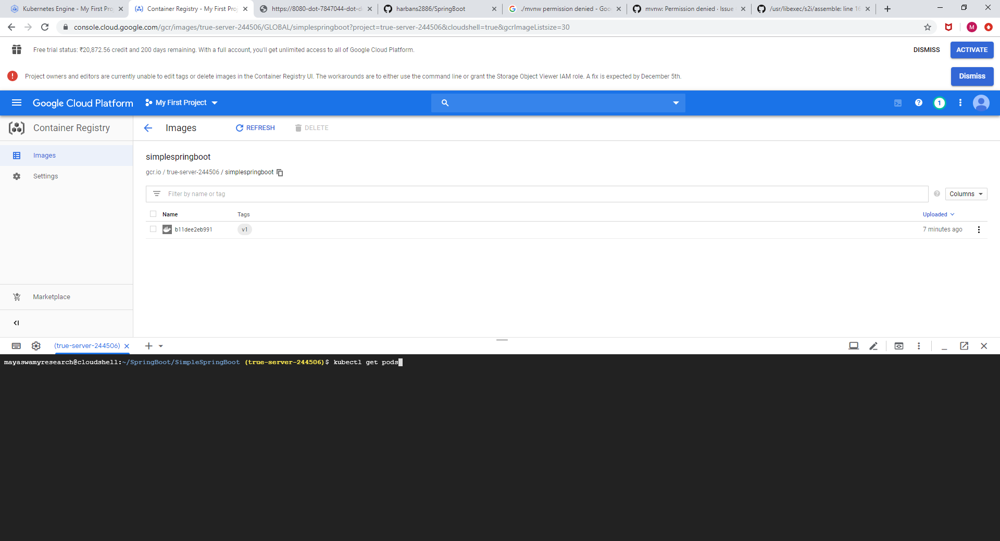 Kubernetes Engine - My First Pro
Container Registry - My First Proj
https://8080-dot-7847044-dot-d
harbans2886/SpringBoot
./mvnw permission denied - Goo
mvnw: Permission denied · Issue
/usr/libexec/s2i/assemble: line 16
console.cloud.google.com/gcr/images/true-server-244506/GLOBAL/simplespringboot?project=true-server-244506&cloudshell=true&gcrImageListsize=30
M
Free trial status: ₹20,872.56 credit and 200 days remaining. With a full account, you'll get unlimited access to all of Google Cloud Platform.
DISMISS
ACTIVATE
Project owners and editors are currently unable to edit tags or delete images in the Container Registry UI. The workarounds are to either use the command line or grant the Storage Object Viewer IAM role. A fix is expected by December 5th.
Dismiss
Google Cloud Platform
My First Project
1
Container Registry
Images
REFRESH
DELETE
Images
Settings
Marketplace
simplespringboot
gcr.io / true-server-244506 / simplespringboot
Filter by name or tag
Columns
Name
Tags
Uploaded
b11dee2eb991
v1
7 minutes ago
(true-server-244506)
mayaswamyresearch@cloudshell:~/SpringBoot/SimpleSpringBoot (true-server-244506)$ kubectl get pods